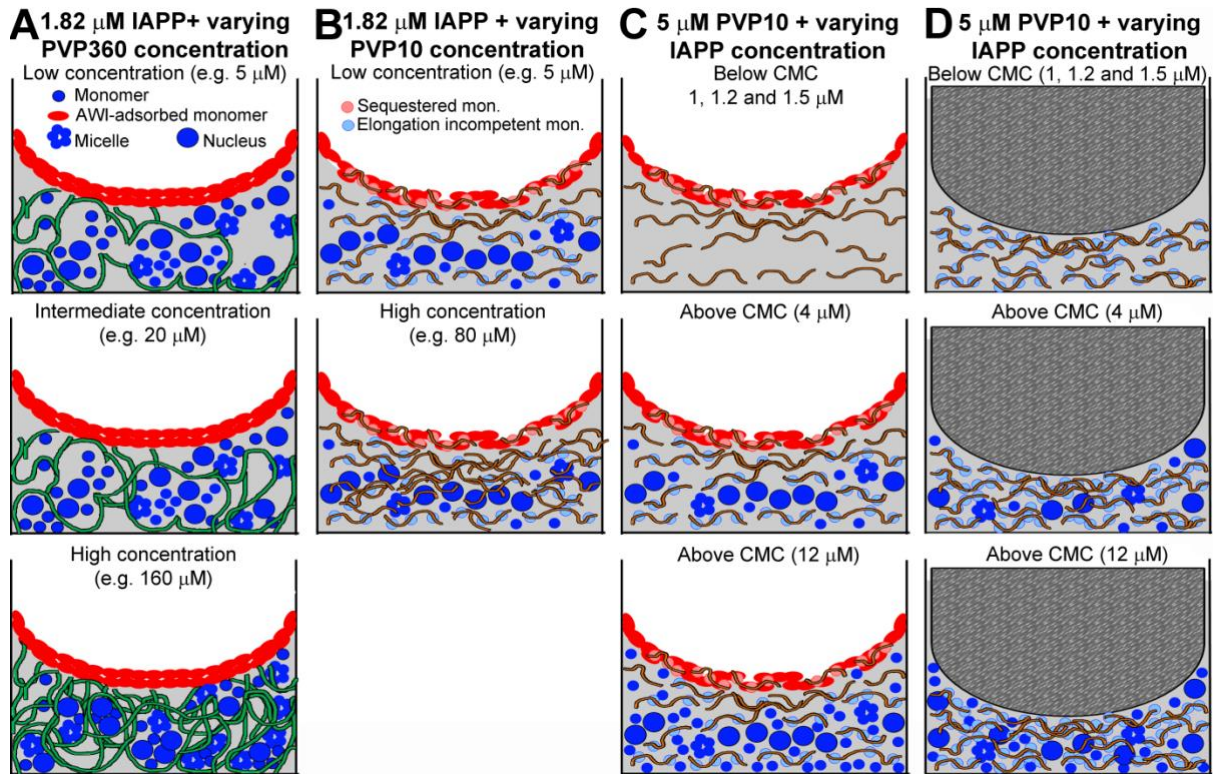 A 1.82 μM IAPP+ varying
PVP360 concentration
Low concentration (e.g. 5 μM)
Monomer
AWI-adsorbed monomer
Micelle
Nucleus
Intermediate concentration
(e.g. 20 μM)
High concentration
(e.g. 160 μM)
B 1.82 μM IAPP + varying
PVP10 concentration
Low concentration (e.g. 5 μM)
Sequestered mon.
Elongation incompetent mon.
High concentration
(e.g. 80 μM)
C 5 μM PVP10 + varying
IAPP concentration
Below CMC
1, 1.2 and 1.5 μM
Above CMC (4 μM)
Above CMC (12 μM)
D 5 μM PVP10 + varying
IAPP concentration
Below CMC (1, 1.2 and 1.5 μM)
Above CMC (4 μM)
Above CMC (12 μM)